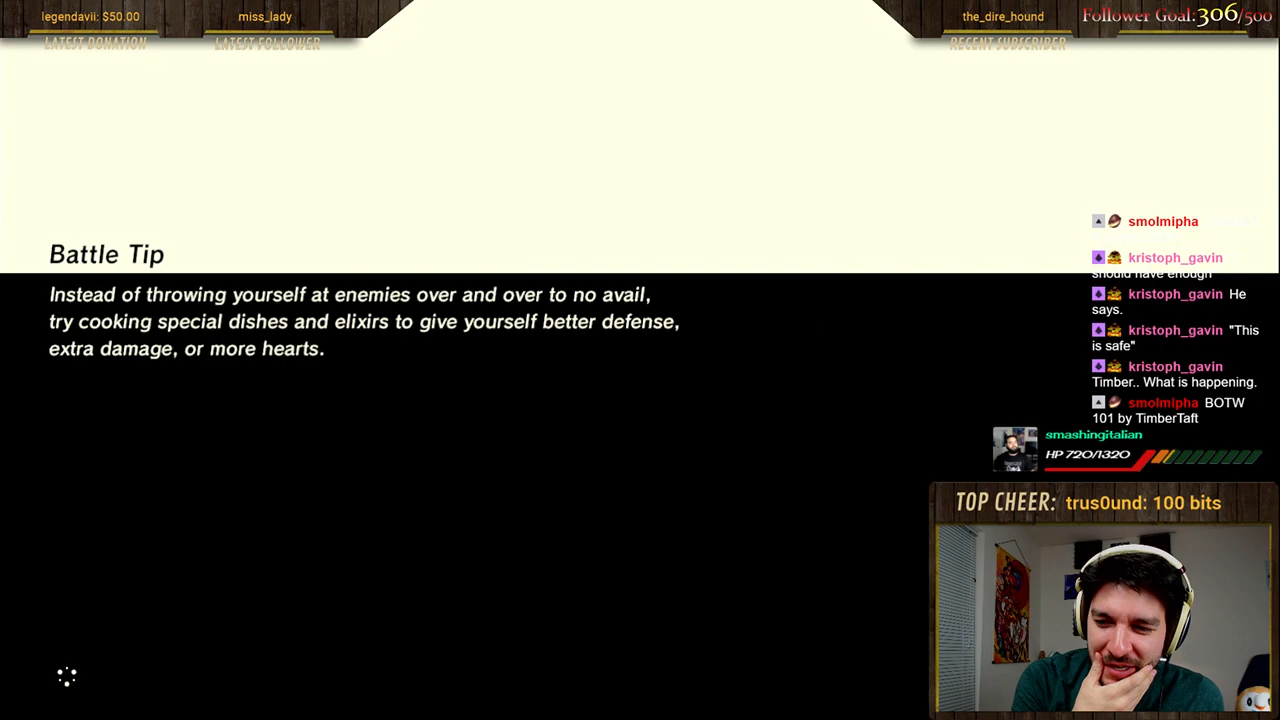 legendavii: $50.00
miss_lady
the_dire_hound
Follower Goal:306/500
LATEST DONATION
LATEST FOLLOWER
RECENT SUBSCRIBER
Battle Tip
Instead of throwing yourself at enemies over and over to no avail,
try cooking special dishes and elixirs to give yourself better defense,
extra damage, or more hearts.
smolmipha
kristoph_gavin
should have enough
kristoph_gavin He
says.
kristoph_gavin "This
is safe"
kristoph_gavin
Timber.. What is happening.
smolmipha BOTW
101 by TimberTaft
smashingitalian
HP 720/1320
TOP CHEER: trus0und: 100 bits